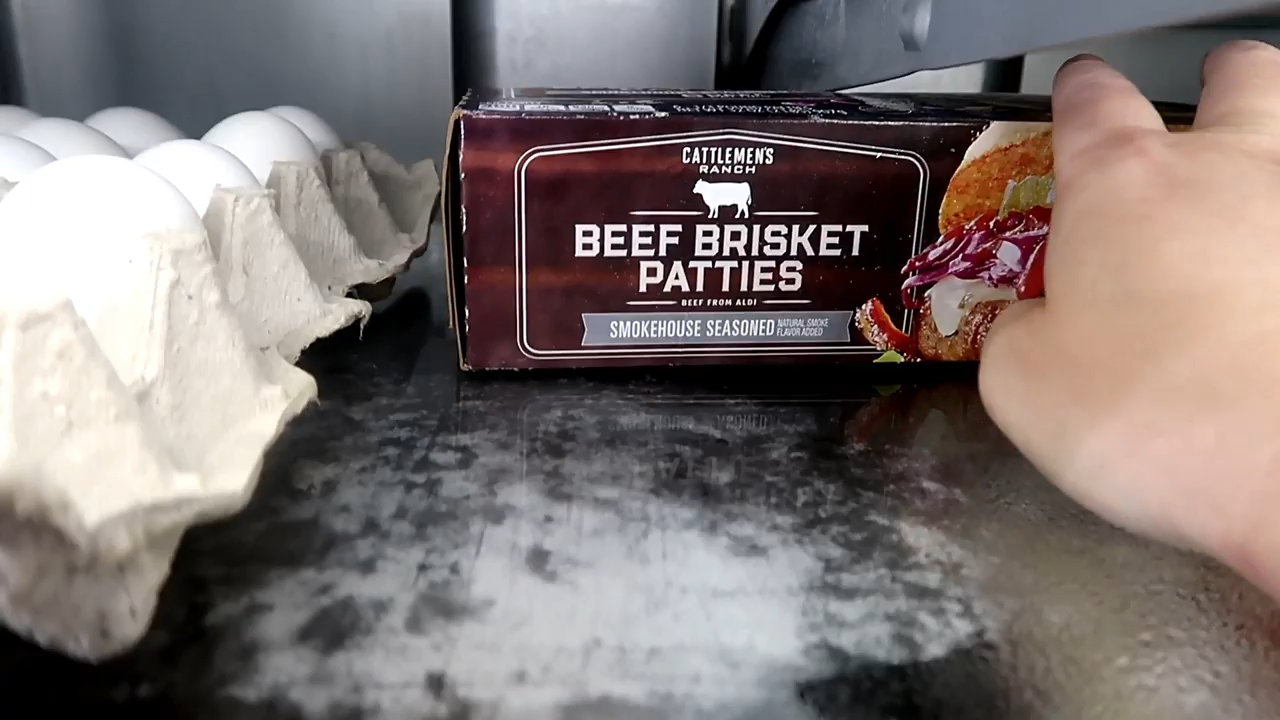 CATTLEMEN'S
RANCH
BEEF BRISKET
PATTIES
BEEF FROM ALDI
SMOKEHOUSE SEASONED
NATURAL SMOKE
FLAVOR ADDED